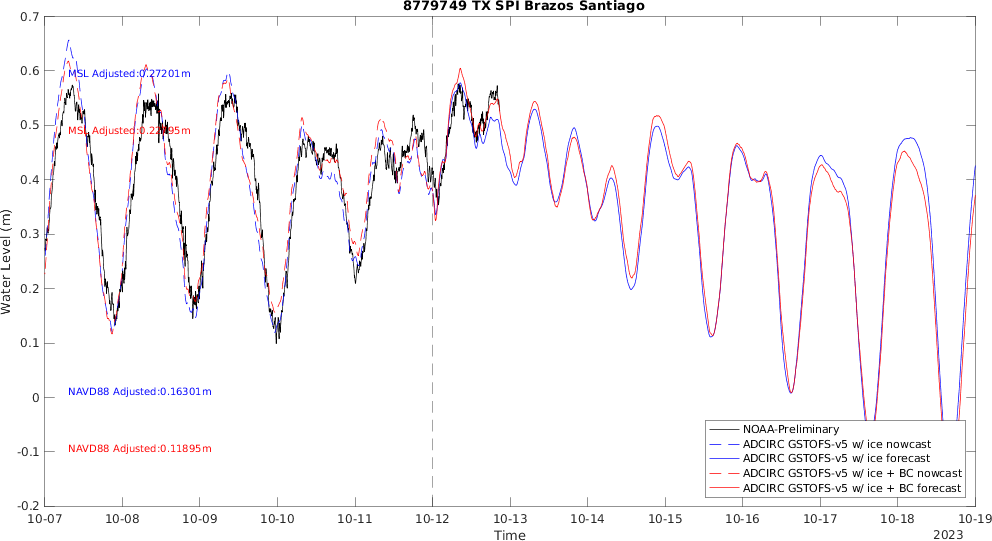 8779749 TX SPI Brazos Santiago
Water Level (m)
0.7
0.6
0.5
0.4
0.3
0.2
0.1
0
-0.1
-0.2
MSL Adjusted:0.27201m
MSL Adjusted:
NAVD88 Adjusted:0.16301m
NAVD88 Adjusted:0.11895m
NOAA-Preliminary
ADCIRC GSTOFS-v5 w/ ice nowcast
ADCIRC GSTOFS-v5 w/ ice forecast
ADCIRC GSTOFS-v5 w/ ice + BC nowcast
ADCIRC GSTOFS-v5 w/ ice + BC forecast
10-07 10-08 10-09 10-10 10-11 10-12 10-13 10-14 10-15 10-16 10-17 10-18 10-19
Time
2023